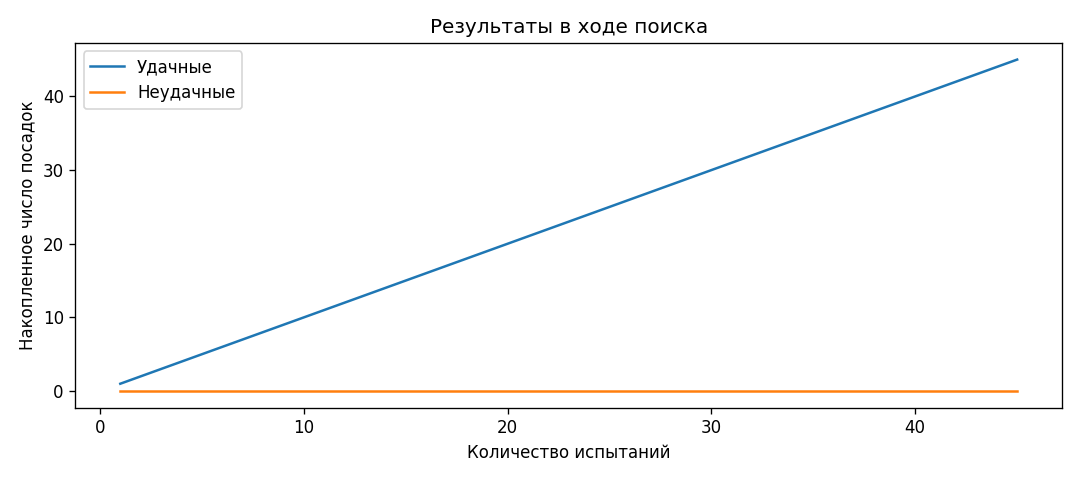 Результаты в ходе поиска
Удачные
Неудачные
Накопленное число посадок
40
30
20
10
0
0
10
20
30
40
Количество испытаний